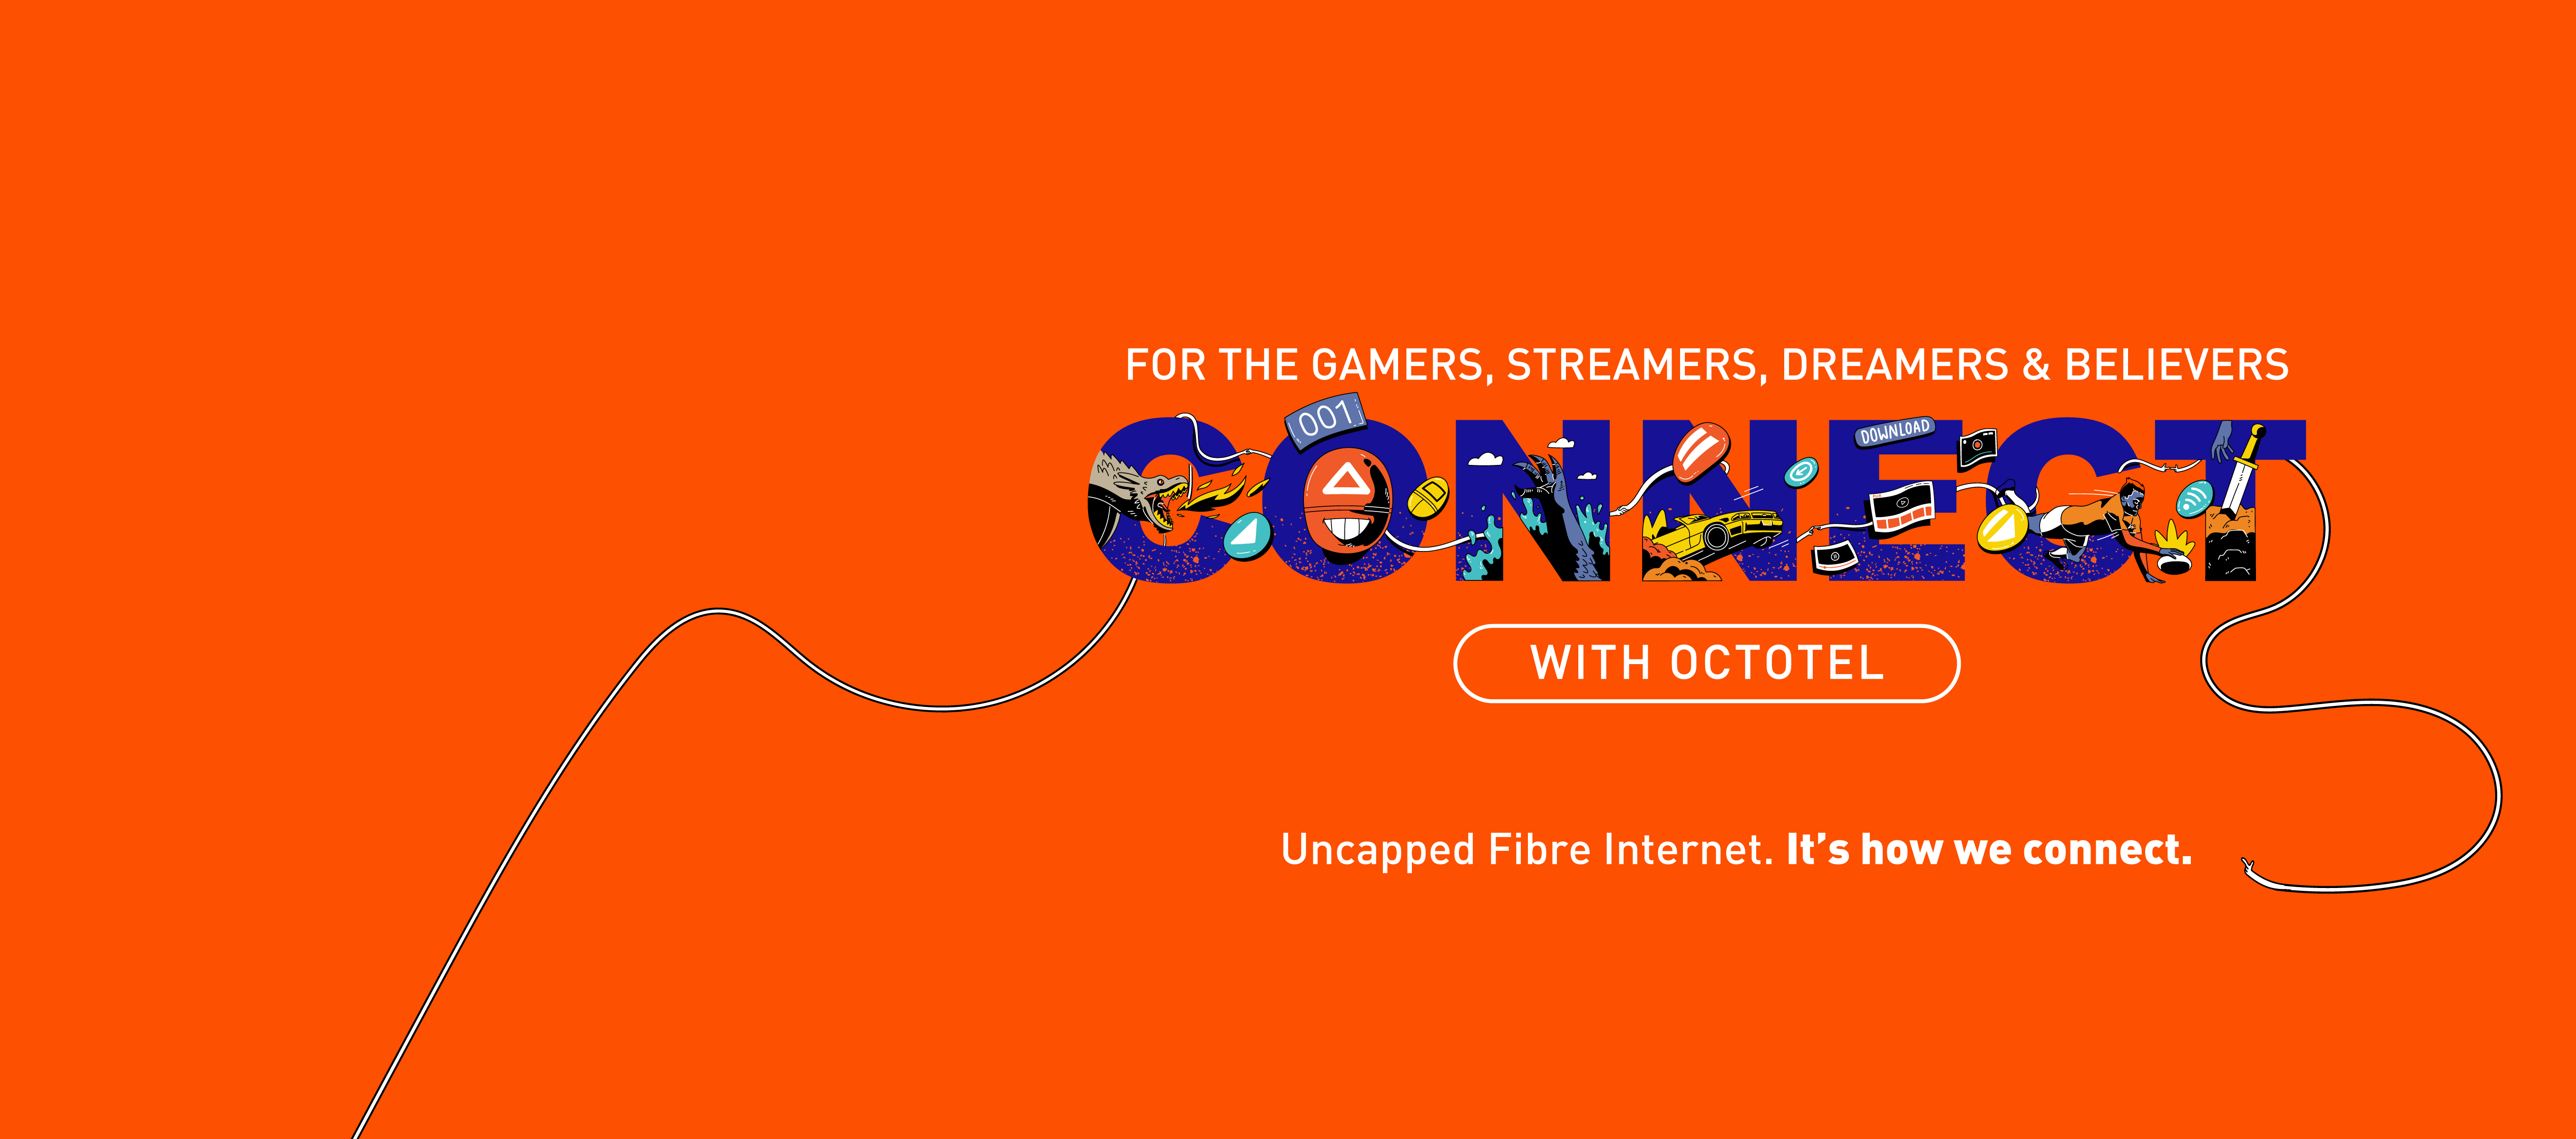 FOR THE GAMERS, STREAMERS, DREAMERS & BELIEVERS
001
DOWNLOAD
CONNECT
WITH OCTOTEL
Uncapped Fibre Internet. It’s how we connect.